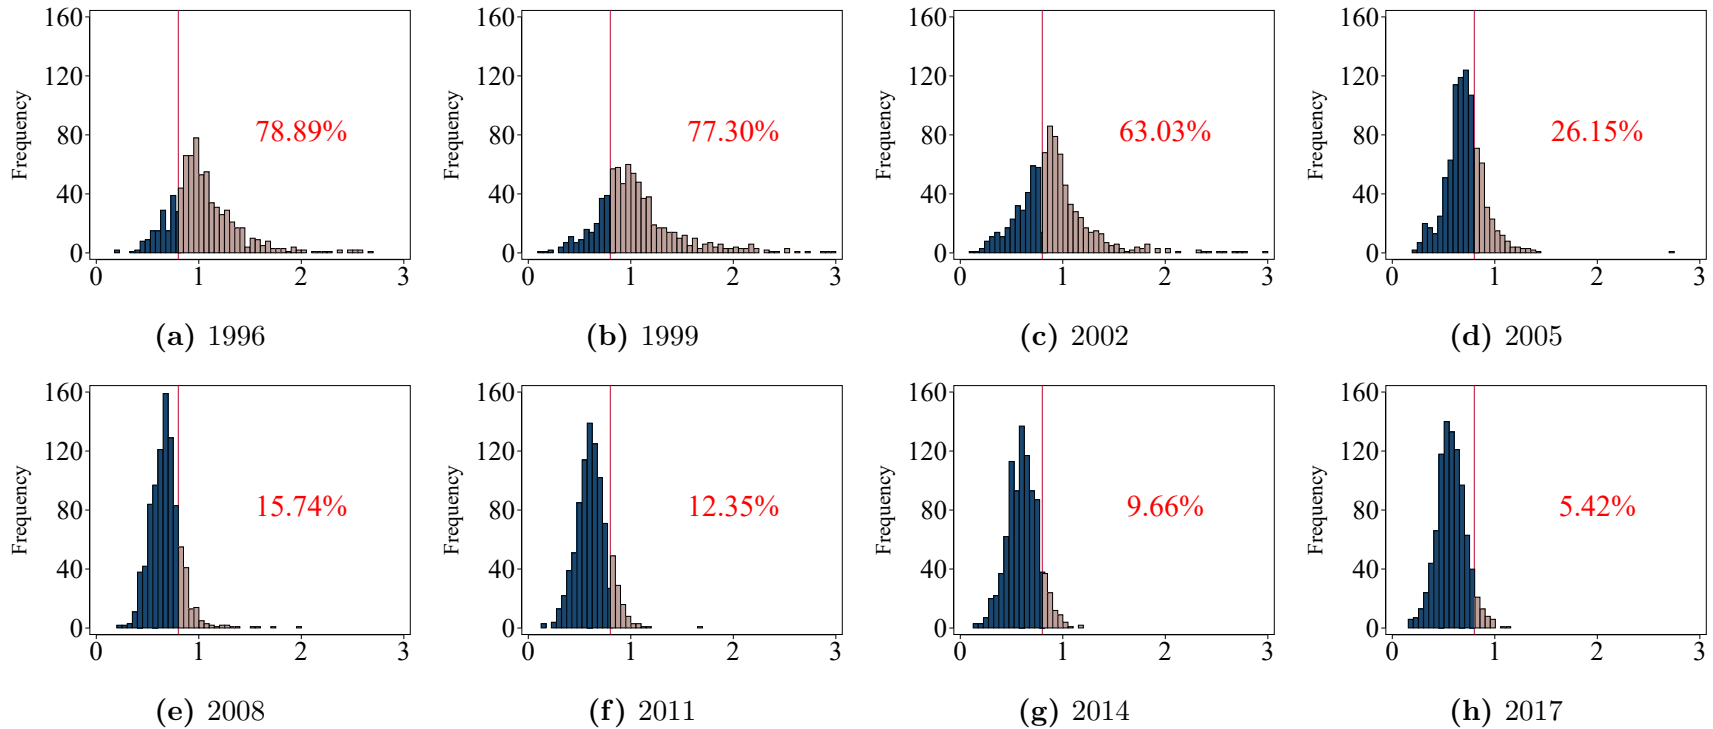 160
120
80
40
0
Frequency
78.89%
0 1 2 3
(a) 1996
160
120
80
40
0
Frequency
77.30%
0 1 2 3
(b) 1999
160
120
80
40
0
Frequency
63.03%
0 1 2 3
(c) 2002
160
120
80
40
0
Frequency
26.15%
0 1 2 3
(d) 2005
160
120
80
40
0
Frequency
15.74%
0 1 2 3
(e) 2008
160
120
80
40
0
Frequency
12.35%
0 1 2 3
(f) 2011
160
120
80
40
0
Frequency
9.66%
0 1 2 3
(g) 2014
160
120
80
40
0
Frequency
5.42%
0 1 2 3
(h) 2017